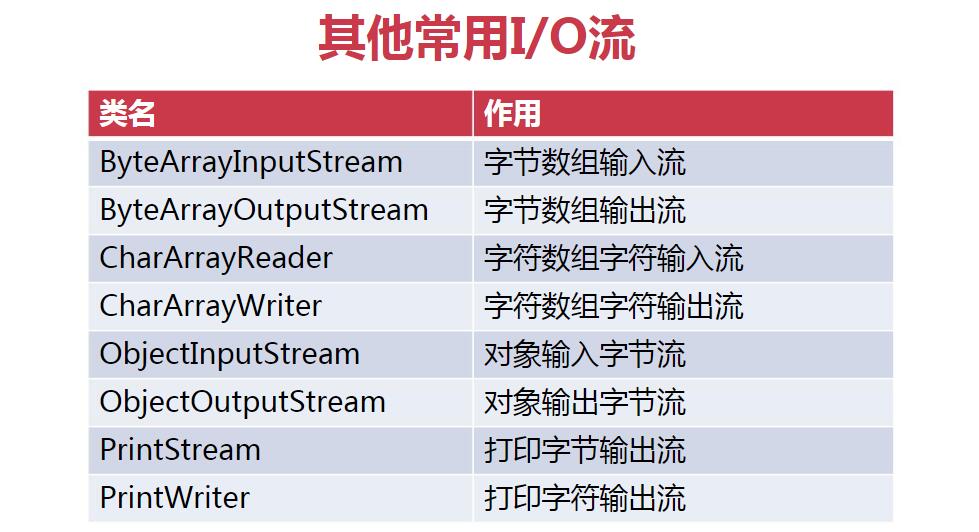 其他常用I/O流
类名 作用
ByteArrayInputStream 字节数组输入流
ByteArrayOutputStream 字节数组输出流
CharArrayReader 字符数组字符输入流
CharArrayWriter 字符数组字符输出流
ObjectInputStream 对象输入字节流
ObjectOutputStream 对象输出字节流
PrintStream 打印字节输出流
PrintWriter 打印字符输出流